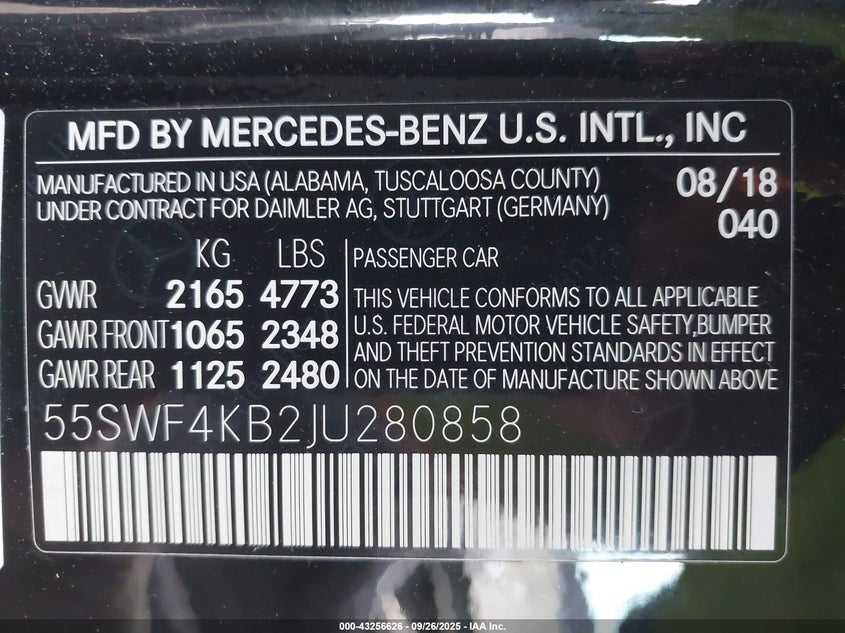 MFD BY MERCEDES-BENZ U.S. INTL., INC
MANUFACTURED IN USA (ALABAMA, TUSCALOOSA COUNTY) 08/18
UNDER CONTRACT FOR DAIMLER AG, STUTTGART (GERMANY) 040
KG LBS PASSENGER CAR
GVWR 2165 4773 THIS VEHICLE CONFORMS TO ALL APPLICABLE
GAWR FRONT 1065 2348 U.S. FEDERAL MOTOR VEHICLE SAFETY,BUMPER
AND THEFT PREVENTION STANDARDS IN EFFECT
GAWR REAR 1125 2480 ON THE DATE OF MANUFACTURE SHOWN ABOVE
55SWF4KB2JU280858
000-43256626 - 09/26/2025 - IAA Inc.